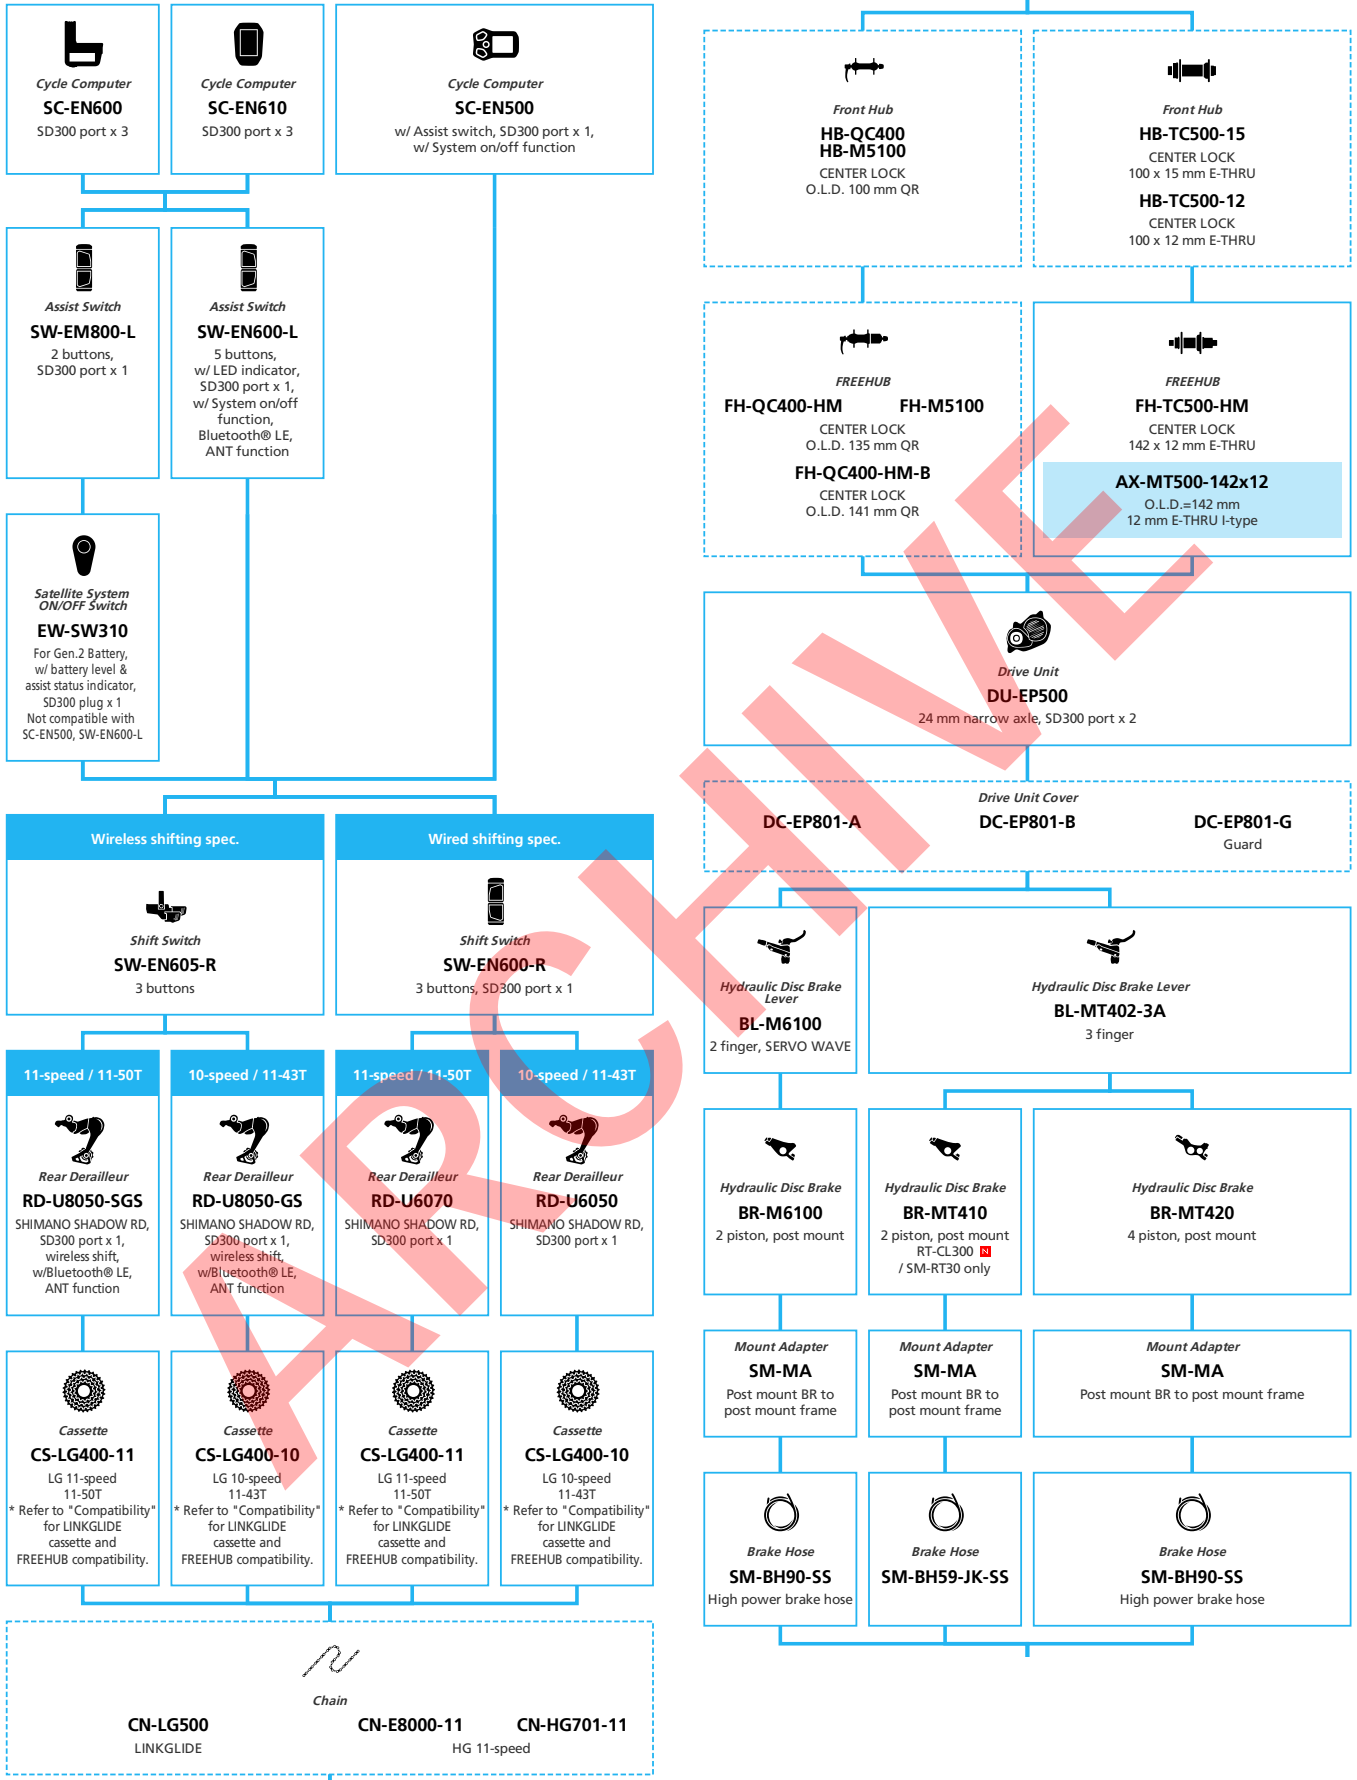 Cycle Computer
SC-EN600
SD300 port x 3
Cycle Computer
SC-EN610
SD300 port x 3
Cycle Computer
SC-EN500
w/ Assist switch, SD300 port x 1,
w/ System on/off function
Assist Switch
SW-EM800-L
2 buttons,
SD300 port x 1
Assist Switch
SW-EN600-L
5 buttons,
w/ LED indicator,
SD300 port x 1,
w/ System on/off
function,
Bluetooth® LE,
ANT function
Satellite System
ON/OFF Switch
EW-SW310
For Gen.2 Battery,
w/ battery level &
assist status indicator,
SD300 plug x 1
Not compatible with
SC-EN500, SW-EN600-L
Wireless shifting spec.
Shift Switch
SW-EN605-R
3 buttons
Wired shifting spec.
Shift Switch
SW-EN600-R
3 buttons, SD300 port x 1
11-speed / 11-50T
Rear Derailleur
RD-U8050-SGS
SHIMANO SHADOW RD,
SD300 port x 1,
wireless shift,
w/Bluetooth® LE,
ANT function
10-speed / 11-43T
Rear Derailleur
RD-U8050-GS
SHIMANO SHADOW RD,
SD300 port x 1,
wireless shift,
w/Bluetooth® LE,
ANT function
11-speed / 11-50T
Rear Derailleur
RD-U6070
SHIMANO SHADOW RD,
SD300 port x 1
10-speed / 11-43T
Rear Derailleur
RD-U6050
SHIMANO SHADOW RD,
SD300 port x 1
Cassette
CS-LG400-11
LG 11-speed
11-50T
* Refer to "Compatibility"
for LINKGLIDE
cassette and
FREEHUB compatibility.
Cassette
CS-LG400-10
LG 10-speed
11-43T
* Refer to "Compatibility"
for LINKGLIDE
cassette and
FREEHUB compatibility.
Cassette
CS-LG400-11
LG 11-speed
11-50T
* Refer to "Compatibility"
for LINKGLIDE
cassette and
FREEHUB compatibility.
Cassette
CS-LG400-10
LG 10-speed
11-43T
* Refer to "Compatibility"
for LINKGLIDE
cassette and
FREEHUB compatibility.
Chain
CN-LG500
LINKGLIDE
CN-E8000-11 CN-HG701-11
HG 11-speed
Front Hub
HB-QC400
HB-M5100
CENTER LOCK
O.L.D. 100 mm QR
Front Hub
HB-TC500-15
CENTER LOCK
100 x 15 mm E-THRU
HB-TC500-12
CENTER LOCK
100 x 12 mm E-THRU
FREEHUB
FH-QC400-HM FH-M5100
CENTER LOCK
O.L.D. 135 mm QR
FH-QC400-HM-B
CENTER LOCK
O.L.D. 141 mm QR
FREEHUB
FH-TC500-HM
CENTER LOCK
142 x 12 mm E-THRU
AX-MT500-142x12
O.L.D.=142 mm
12 mm E-THRU I-type
Drive Unit
DU-EP500
24 mm narrow axle, SD300 port x 2
Drive Unit Cover
DC-EP801-A
DC-EP801-B
DC-EP801-G
Guard
Hydraulic Disc Brake
Lever
BL-M6100
2 finger, SERVO WAVE
Hydraulic Disc Brake Lever
BL-MT402-3A
3 finger
Hydraulic Disc Brake
BR-M6100
2 piston, post mount
Hydraulic Disc Brake
BR-MT410
2 piston, post mount
RT-CL300 N
/ SM-RT30 only
Hydraulic Disc Brake
BR-MT420
4 piston, post mount
Mount Adapter
SM-MA
Post mount BR to
post mount frame
Mount Adapter
SM-MA
Post mount BR to
post mount frame
Mount Adapter
SM-MA
Post mount BR to post mount frame
Brake Hose
SM-BH90-SS
High power brake hose
Brake Hose
SM-BH59-JK-SS
Brake Hose
SM-BH90-SS
High power brake hose
ARCHIVE